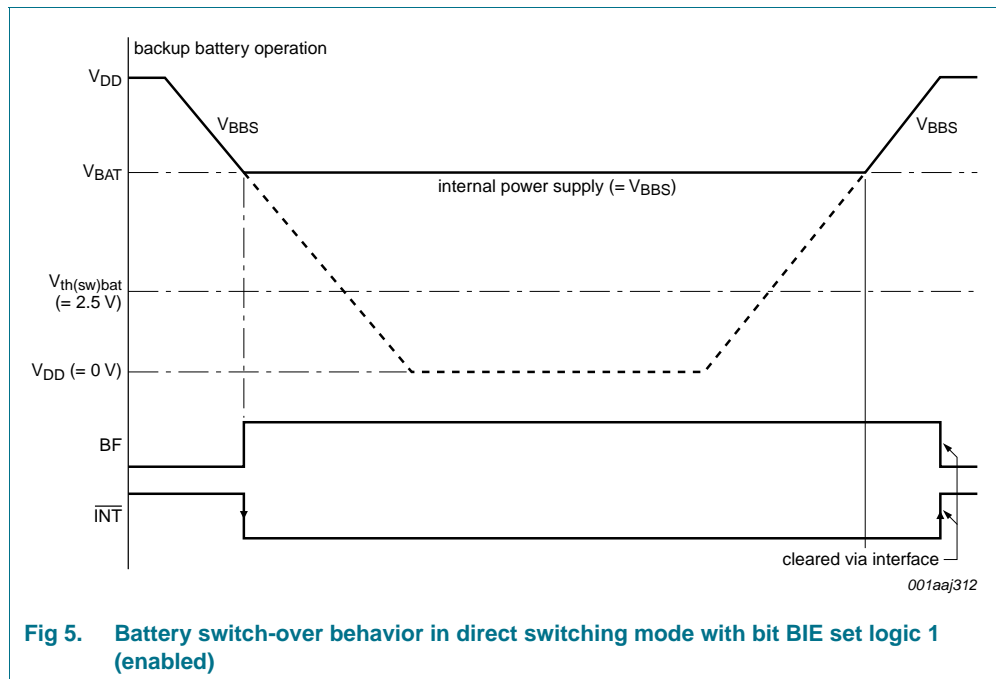 backup battery operation
VDD
VBBS
VBBS
VBAT
internal power supply (= VBBS)
Vth(sw)bat
(= 2.5 V)
VDD (= 0 V)
BF
INT
cleared via interface
001aaj312
Fig 5. Battery switch-over behavior in direct switching mode with bit BIE set logic 1
(enabled)